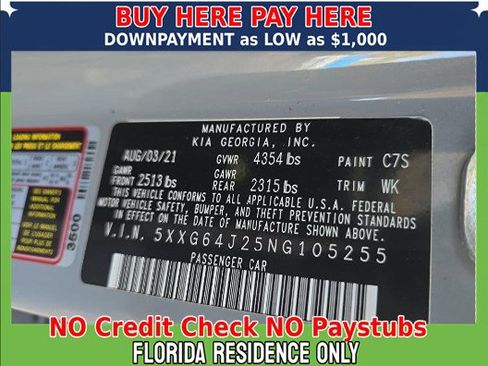 BUY HERE PAY HERE
DOWNPAYMENT as LOW as $1,000
MANUFACTURED BY
KIA GEORGIA, INC.
AUG/03/21 GVWR 4354 lbs PAINT C7S
GAWR GAWR
FRONT 2513 lbs REAR 2315 lbs TRIM WK
THIS VEHICLE CONFORMS TO ALL APPLICABLE U.S.A. FEDERAL
MOTOR VEHICLE SAFETY, BUMPER, AND THEFT PREVENTION STANDARDS
IN EFFECT ON THE DATE OF MANUFACTURE SHOWN ABOVE.
V.I.N. 5XXG64J25NG105255
PASSENGER CAR
3500
NO Credit Check NO Paystubs
FLORIDA RESIDENCE ONLY